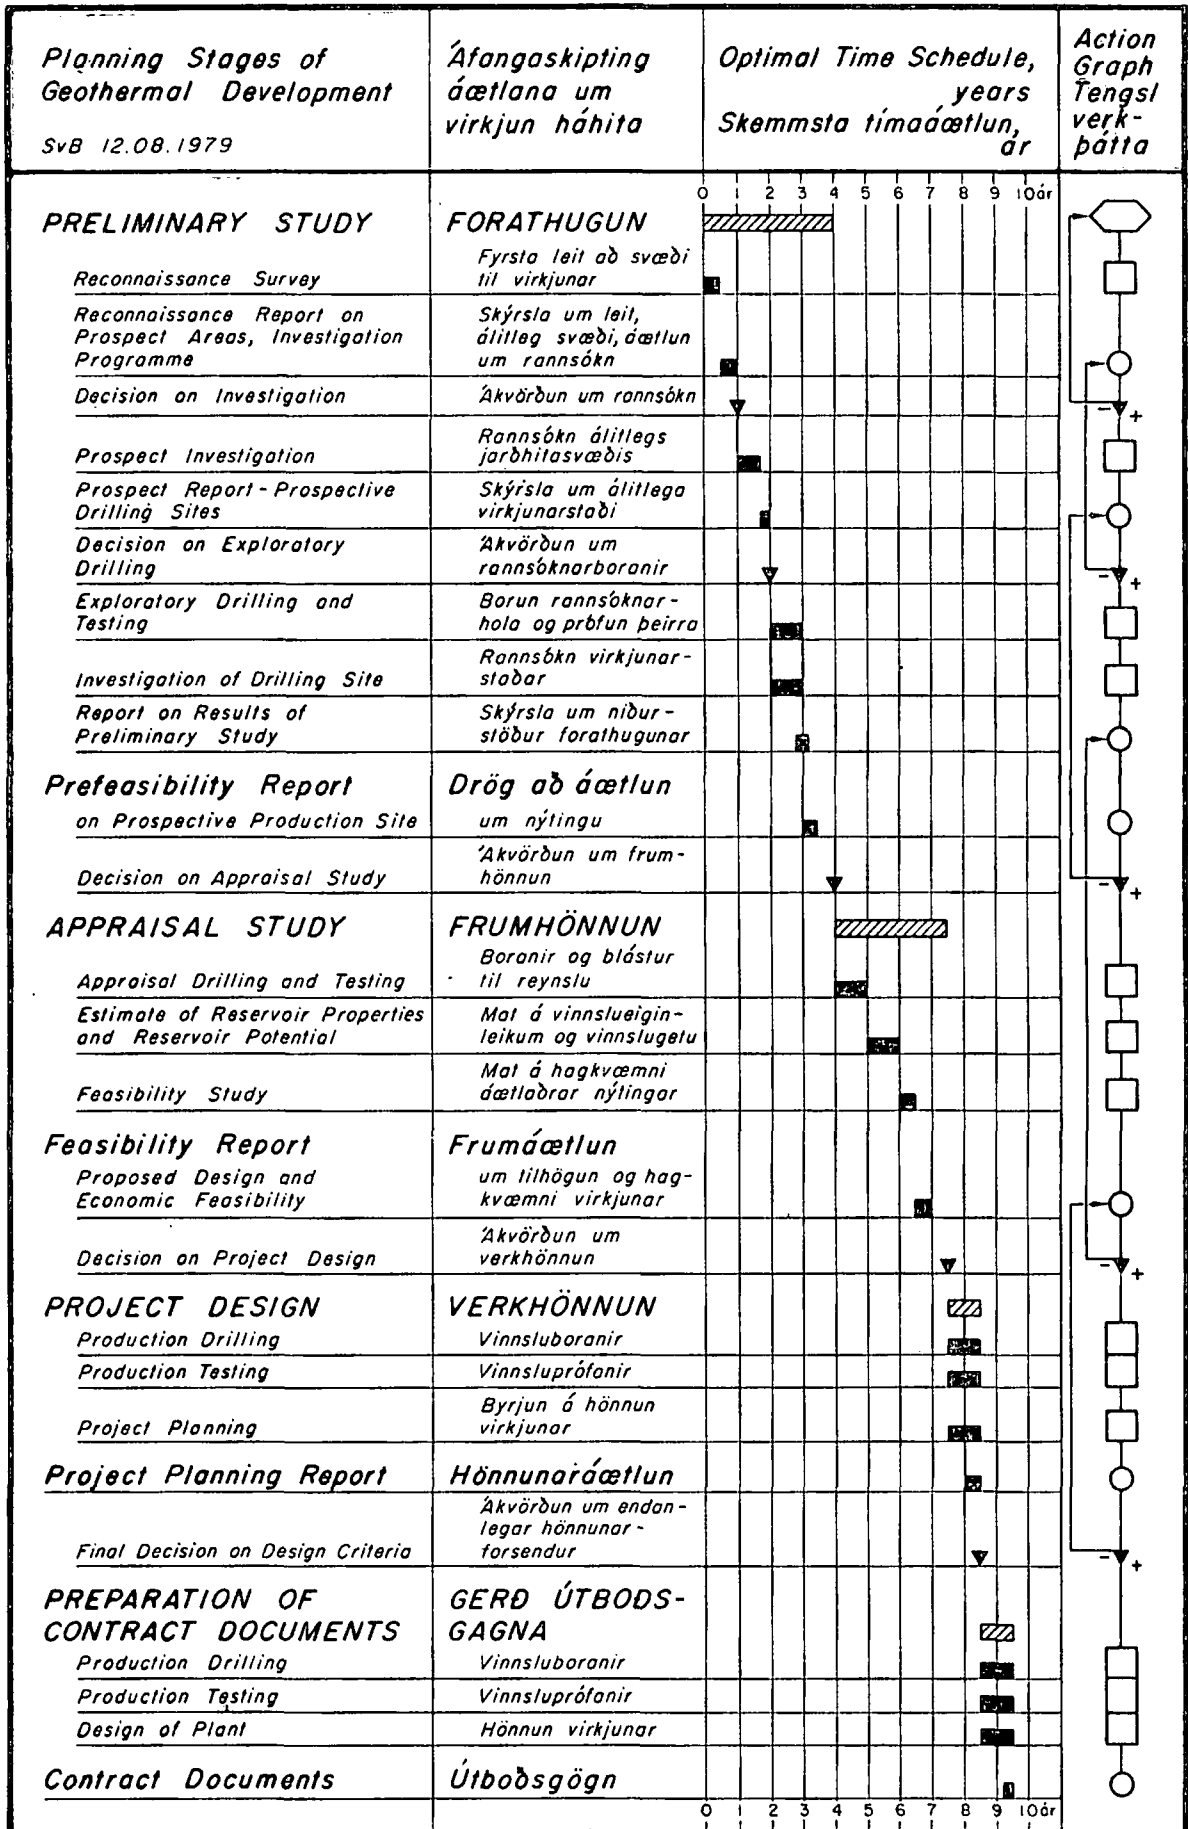 Planning Stages of
Geothermal Development
SvB 12.08.1979
Áfangaskipting
áætlana um
virkjun háhita
Optimal Time Schedule,
years
Skemmsta tímaáætlun,
ár
Action
Graph
Tengsl
verk-
þátta
0 1 2 3 4 5 6 7 8 9 10 ár
PRELIMINARY STUDY
FORATHUGUN
Reconnaissance Survey
Fyrsta leit að svæði
til virkjunar
Reconnaissance Report on
Prospect Areas, Investigation
Programme
Skýrsla um leit,
álitleg svæði, áætlun
um rannsókn
Decision on Investigation
Ákvörðun um rannsókn
- +
Prospect Investigation
Rannsókn álitlegs
jarðhitasvæðis
Prospect Report - Prospective
Drilling Sites
Skýrsla um álitlega
virkjunarstaði
Decision on Exploratory
Drilling
Ákvörðun um
rannsóknarboranir
- +
Exploratory Drilling and
Testing
Borun rannsóknar-
hola og prófun þeirra
Investigation of Drilling Site
Rannsókn virkjunar-
staðar
Report on Results of
Preliminary Study
Skýrsla um niður-
stöður forathugunar
Prefeasibility Report
on Prospective Production Site
Drög að áætlun
um nýtingu
Decision on Appraisal Study
Ákvörðun um frum-
hönnun
- +
APPRAISAL STUDY
FRUMHÖNNUN
Appraisal Drilling and Testing
Boranir og blástur
til reynslu
Estimate of Reservoir Properties
and Reservoir Potential
Mat á vinnslueigin-
leikum og vinnslugetu
Feasibility Study
Mat á hagkvæmni
áætlaðrar nýtingar
Feasibility Report
Proposed Design and
Economic Feasibility
Frumáætlun
um tilhögun og hag-
kvæmni virkjunar
Decision on Project Design
Ákvörðun um
verkhönnun
- +
PROJECT DESIGN
VERKHÖNNUN
Production Drilling
Vinnsluboranir
Production Testing
Vinnsluprófanir
Project Planning
Byrjun á hönnun
virkjunar
Project Planning Report
Hönnunaráætlun
Final Decision on Design Criteria
Ákvörðun um endan-
legar hönnunar-
forsendur
- +
PREPARATION OF
CONTRACT DOCUMENTS
GERÐ ÚTBOÐS-
GAGNA
Production Drilling
Vinnsluboranir
Production Testing
Vinnsluprófanir
Design of Plant
Hönnun virkjunar
Contract Documents
Útboðsgögn
0 1 2 3 4 5 6 7 8 9 10 ár